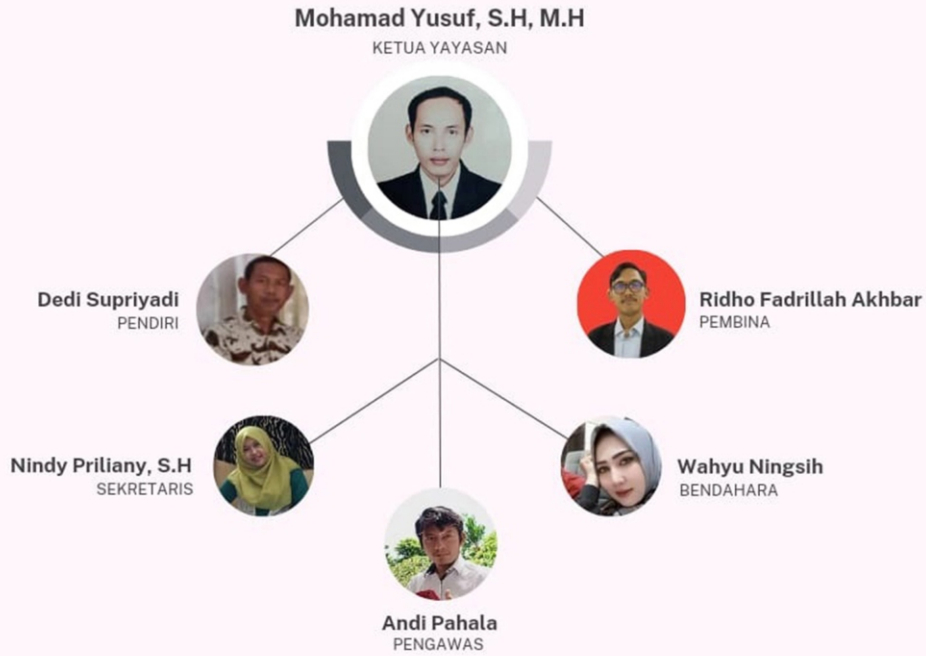 Mohamad Yusuf, S.H, M.H
KETUA YAYASAN
Dedi Supriyadi
PENDIRI
Ridho Fadrillah Akhbar
PEMBINA
Nindy Priliany, S.H
SEKRETARIS
Wahyu Ningsih
BENDAHARA
Andi Pahala
PENGAWAS